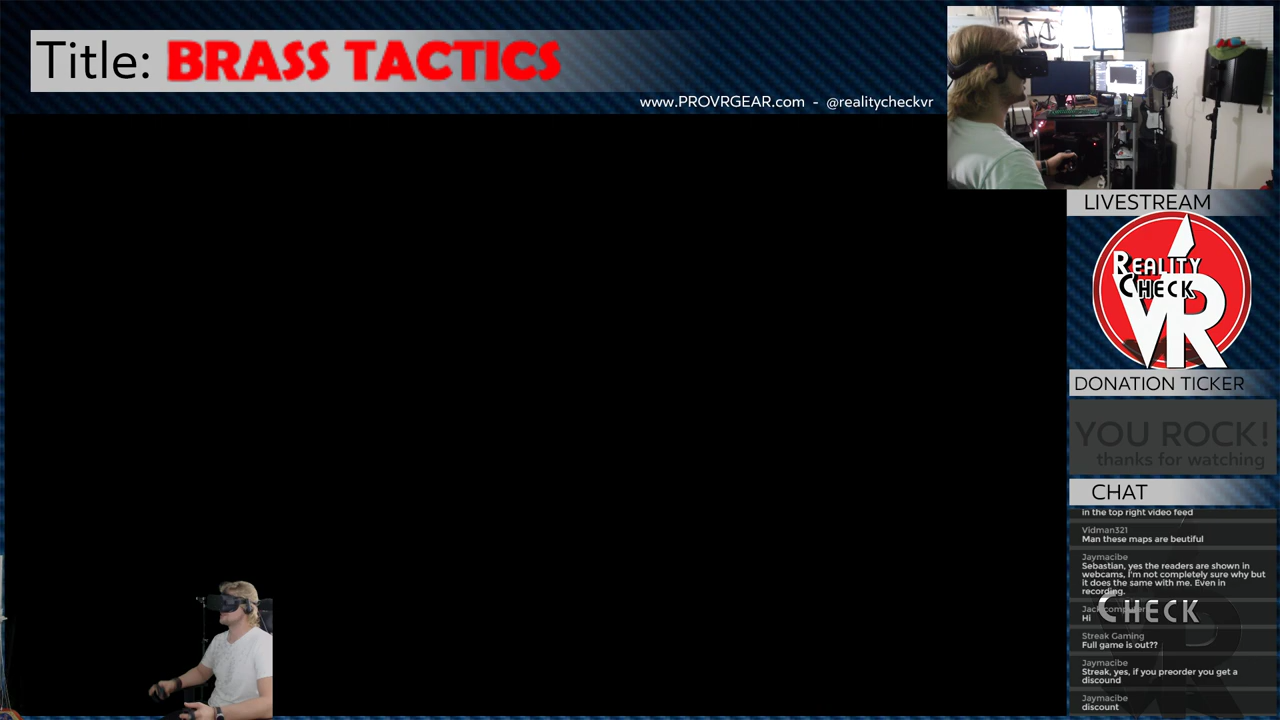 Title: BRASS TACTICS
www.PROVRGEAR.com - @realitycheckvr
LIVESTREAM
REALITY
CHECK
VR
DONATION TICKER
YOU ROCK!
thanks for watching
CHAT
in the top right video feed
Vidman321
Man these maps are beutiful
Jaymacibe
Sebastian, yes the readers are shown in
webcams, I'm not completely sure why but
it does the same with me. Even in
recording.
Jack computer
Hi
CHECK
Streak Gaming
Full game is out??
Jaymacibe
Streak, yes, if you preorder you get a
discound
Jaymacibe
discount